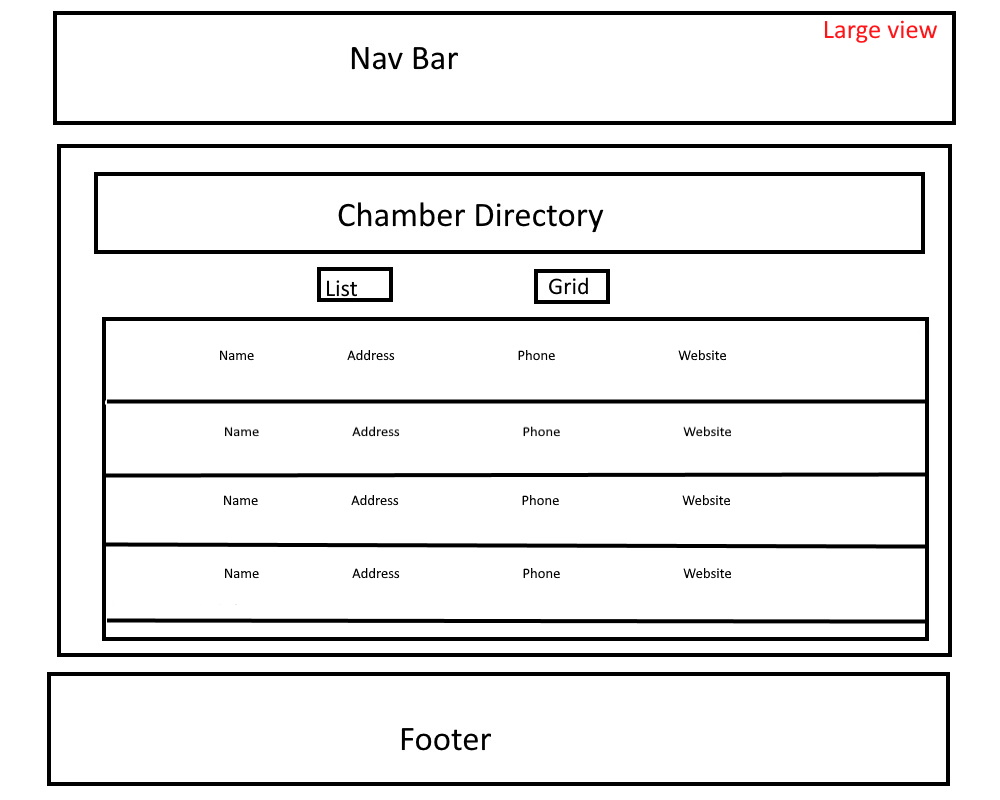 Large view
Nav Bar
Chamber Directory
List Grid
Name Address Phone Website
Name Address Phone Website
Name Address Phone Website
Name Address Phone Website
Footer